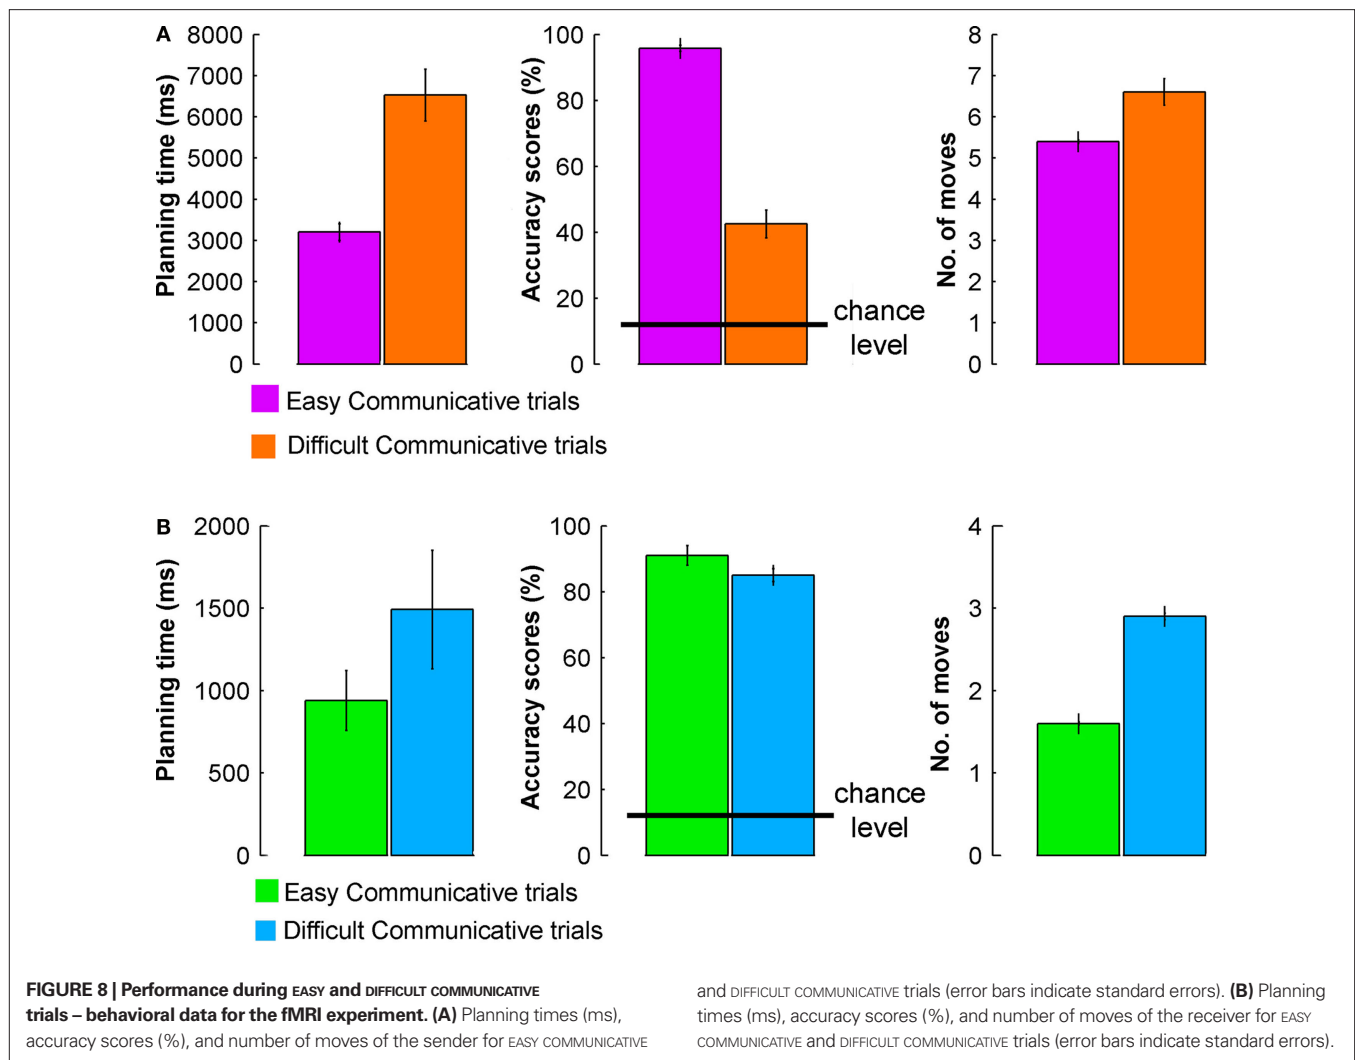 A
Planning time (ms)
8000
7000
6000
5000
4000
3000
2000
1000
0
Accuracy scores (%)
100
80
60
40
20
0
chance
level
No. of moves
8
7
6
5
4
3
2
1
0
Easy Communicative trials
Difficult Communicative trials
B
Planning time (ms)
2000
1500
1000
500
0
Accuracy scores (%)
100
80
60
40
20
0
chance
level
No. of moves
4
3
2
1
0
Easy Communicative trials
Difficult Communicative trials
FIGURE 8 | Performance during EASY and DIFFICULT COMMUNICATIVE
trials – behavioral data for the fMRI experiment. (A) Planning times (ms),
accuracy scores (%), and number of moves of the sender for EASY COMMUNICATIVE
and DIFFICULT COMMUNICATIVE trials (error bars indicate standard errors). (B) Planning
times (ms), accuracy scores (%), and number of moves of the receiver for EASY
COMMUNICATIVE and DIFFICULT COMMUNICATIVE trials (error bars indicate standard errors).